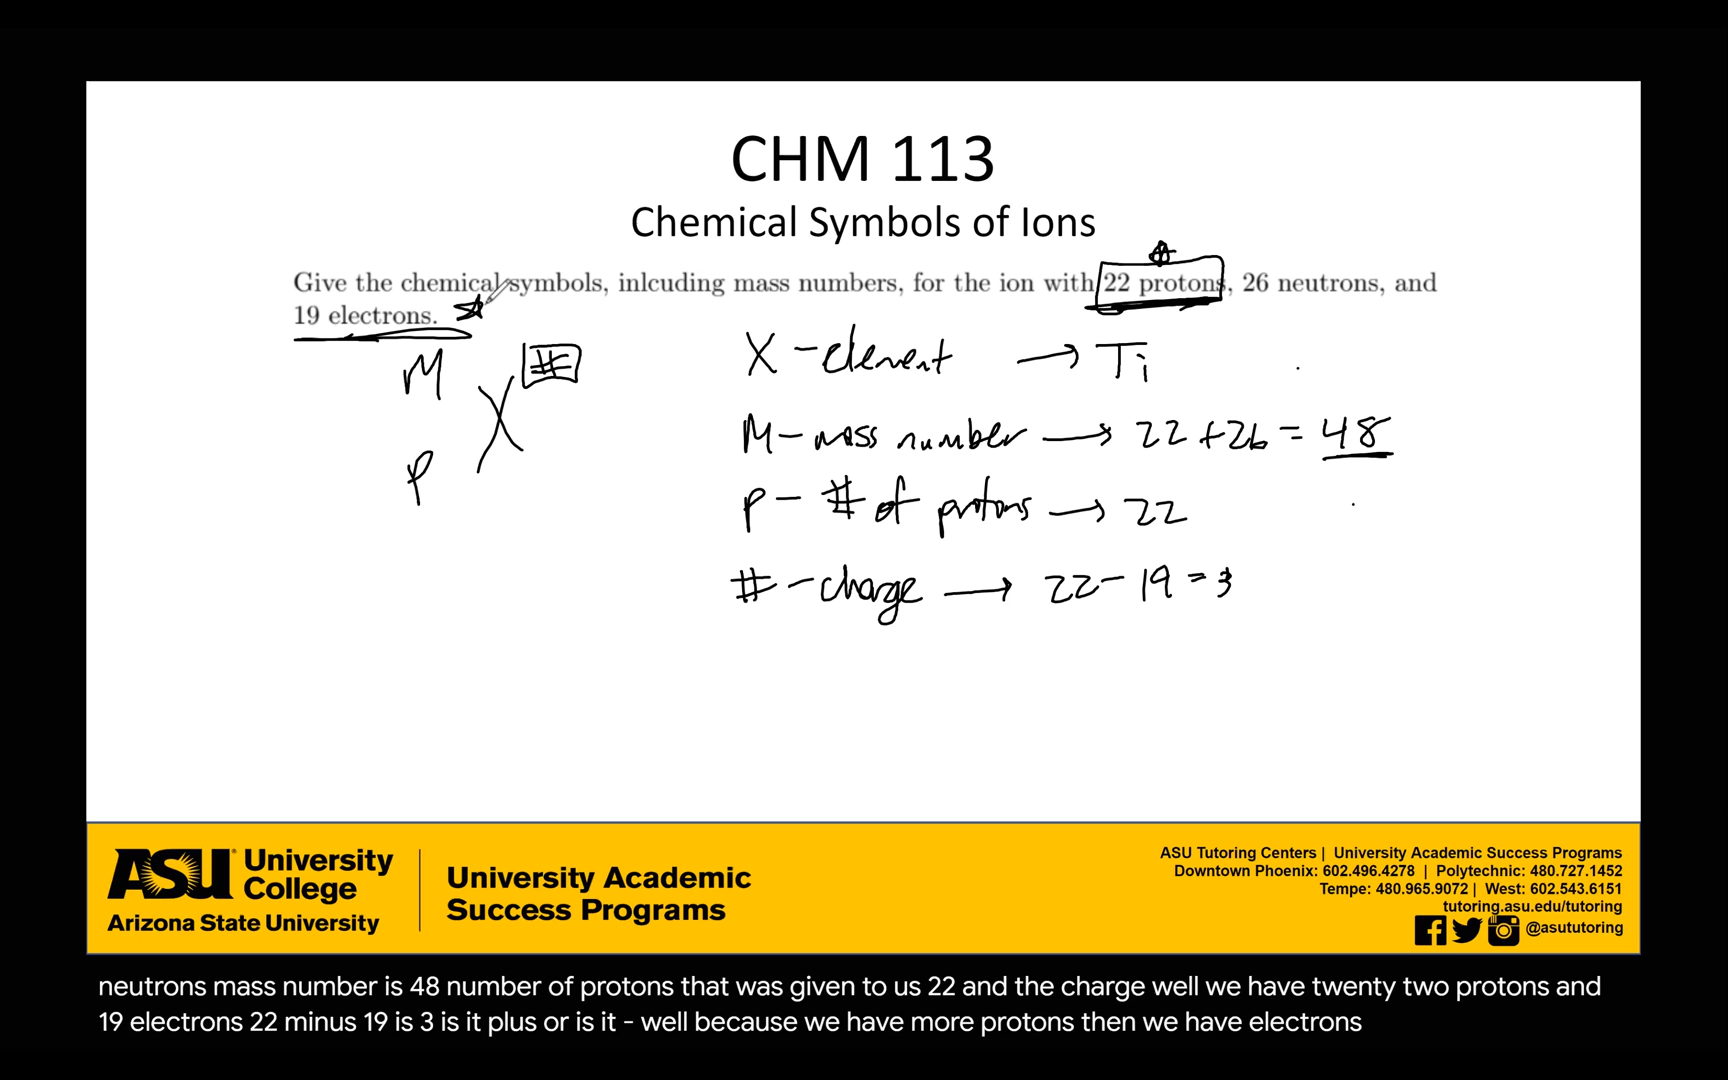 CHM 113
Chemical Symbols of Ions
Give the chemical symbols, inlcuding mass numbers, for the ion with 22 protons, 26 neutrons, and
19 electrons.
M
X
#
P
X - element → Ti
M - mass number → 22 + 26 = 48
P - # of protons → 22
# - charge → 22 - 19 = 3
ASU University College
Arizona State University
University Academic
Success Programs
ASU Tutoring Centers | University Academic Success Programs
Downtown Phoenix: 602.496.4278 | Polytechnic: 480.727.1452
Tempe: 480.965.9072 | West: 602.543.6151
tutoring.asu.edu/tutoring
@asututoring
neutrons mass number is 48 number of protons that was given to us 22 and the charge well we have twenty two protons and
19 electrons 22 minus 19 is 3 is it plus or is it - well because we have more protons then we have electrons